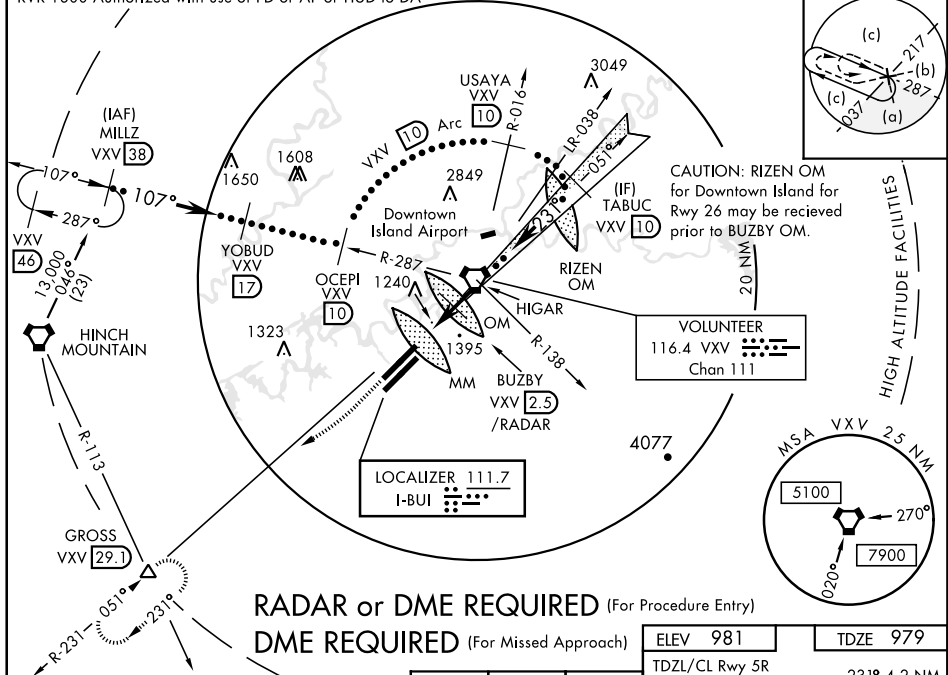 RVR 1800 Authorized with use of FD or AP or HUD to DA
(c)
217
(b)
287
(c)
037
(a)
3049
USAYA
VXV
10
R-016
LR-038
051°
(IAF)
MILLZ
VXV 38
VXV 10 Arc
1608
1650
2849
CAUTION: RIZEN OM
for Downtown Island for
Rwy 26 may be recieved
prior to BUZBY OM.
107°
107°
287°
231°
(IF)
TABUC
VXV 10
Downtown
Island Airport
VXV
46
13,000
046°
(23)
YOBUD
VXV
17
R-287
OCEPI
VXV
10
1240
RIZEN
OM
20 NM
HIGAR
OM
HINCH
MOUNTAIN
1323
1395
R-138
MM
BUZBY
VXV 2.5
/RADAR
VOLUNTEER
116.4 VXV
Chan 111
HIGH ALTITUDE FACILITIES
R-113
4077
MSA VXV 25 NM
5100
270°
7900
020°
LOCALIZER 111.7
I-BUI
GROSS
VXV 29.1
051°
231°
R-231
RADAR or DME REQUIRED (For Procedure Entry)
DME REQUIRED (For Missed Approach)
ELEV 981
TDZE 979
TDZL/CL Rwy 5R
231° 4.2 NM